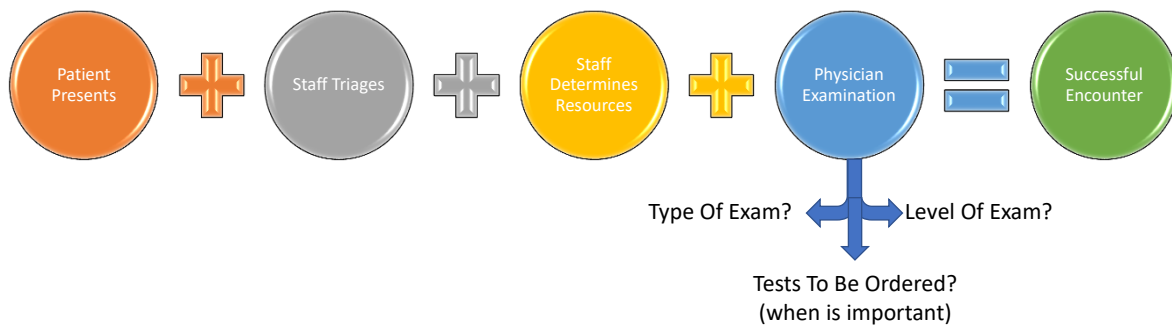 Patient
Presents
Staff Triages
Staff
Determines
Resources
Physician
Examination
Successful
Encounter
Type Of Exam?
Level Of Exam?
Tests To Be Ordered?
(when is important)